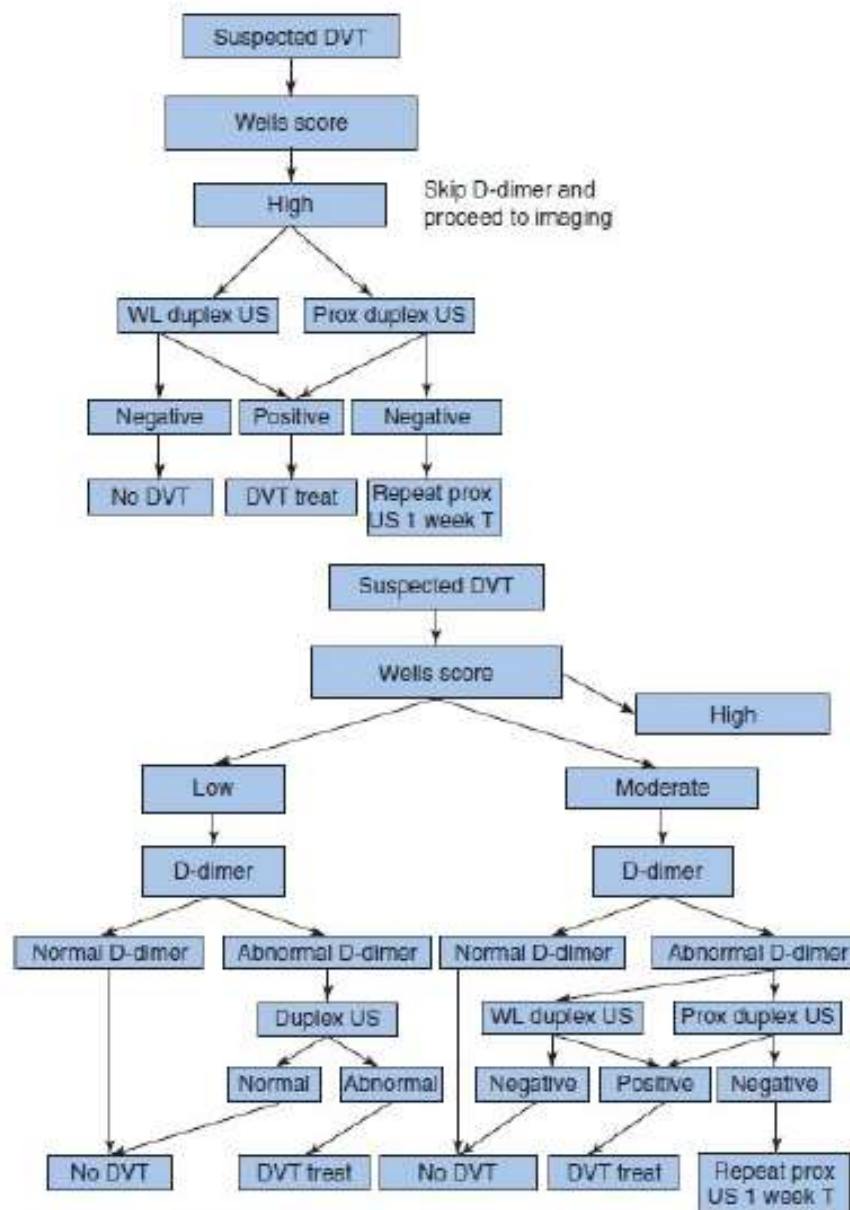 Suspected DVT
Wells score
High
Skip D-dimer and
proceed to imaging
WL duplex US
Prox duplex US
Negative
Positive
Negative
No DVT
DVT treat
Repeat prox
US 1 week T
Suspected DVT
Wells score
High
Low
Moderate
D-dimer
D-dimer
Normal D-dimer
Abnormal D-dimer
Normal D-dimer
Abnormal D-dimer
Duplex US
WL duplex US
Prox duplex US
Normal
Abnormal
Negative
Positive
Negative
No DVT
DVT treat
No DVT
DVT treat
Repeat prox
US 1 week T